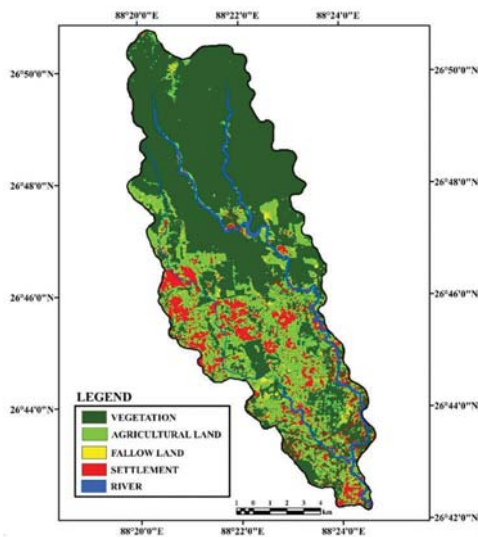 88°20'0"E 88°22'0"E 88°24'0"E
26°50'0"N 26°50'0"N
26°48'0"N 26°48'0"N
26°46'0"N 26°46'0"N
26°44'0"N 26°44'0"N
26°42'0"N
LEGEND
VEGETATION
AGRICULTURAL LAND
FALLOW LAND
SETTLEMENT
RIVER
1 0 1 2 3 4
km
88°20'0"E 88°22'0"E 88°24'0"E